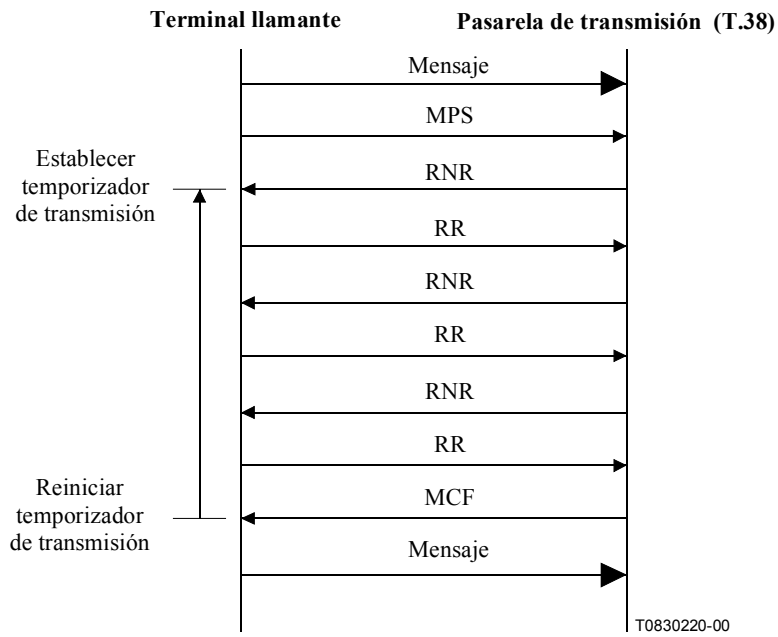 Terminal llamante
Pasarela de transmisión (T.38)
Mensaje
MPS
Establecer
temporizador
de transmisión
RNR
RR
RNR
RR
RNR
RR
Reiniciar
temporizador
de transmisión
MCF
Mensaje
T0830220-00